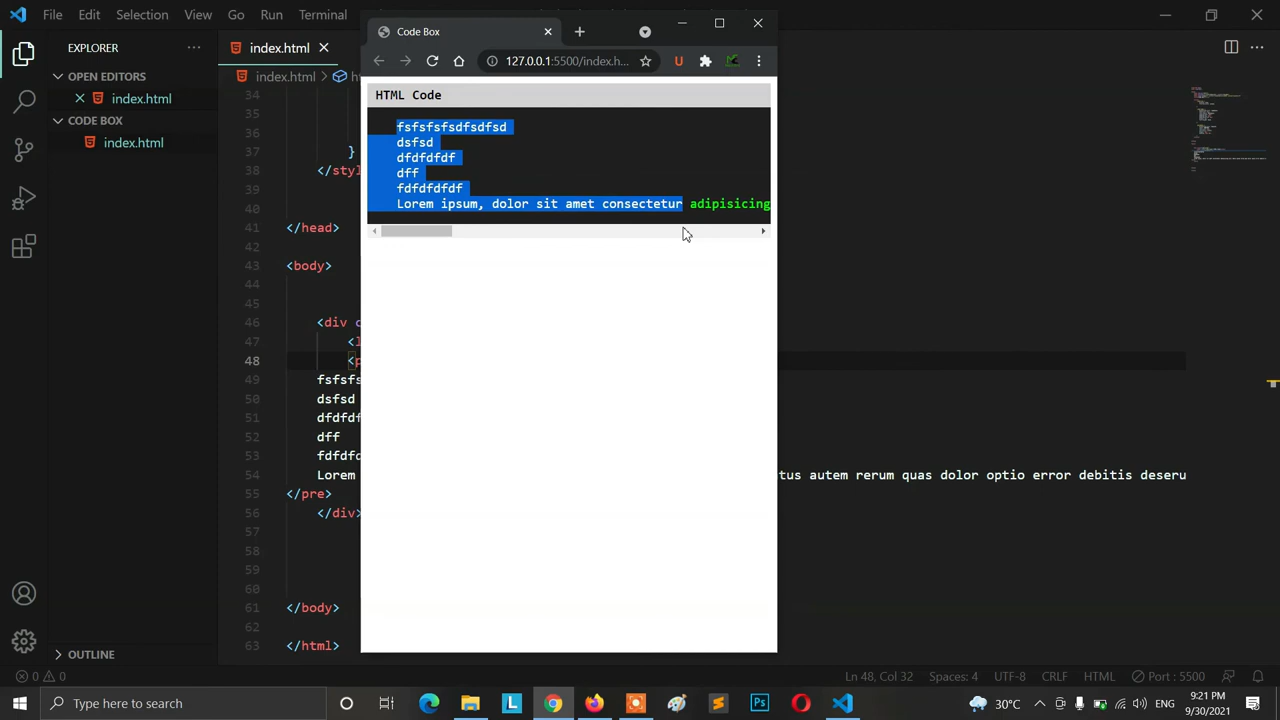 File Edit Selection View Go Run Terminal
Code Box
EXPLORER
index.html
127.0.0.1:5500/index.h...
U
OPEN EDITORS
index.html
CODE BOX
index.html
index.html
HTML Code
fsfsfsfsdfsdfsd
dsfsd
dfdfdfdf
dff
fdfdfdfdf
Lorem ipsum, dolor sit amet consectetur adipisicing
34
35
36
37 }
38 </sty
39
40
41 </head>
42
43 <body>
44
45
46 <div c
47 <l
48 <p
49 fsfsfs
50 dsfsd
51 dfdfdf
52 dff
53 fdfdfd
54 Lorem tus autem rerum quas dolor optio error debitis deseru
55 </pre>
56 </div>
57
58
59
60
61 </body>
62
63 </html>
OUTLINE
0 0
Ln 48, Col 32 Spaces: 4 UTF-8 CRLF HTML Port : 5500
Type here to search
L
S
Ps
30°C
ENG
9:21 PM
9/30/2021